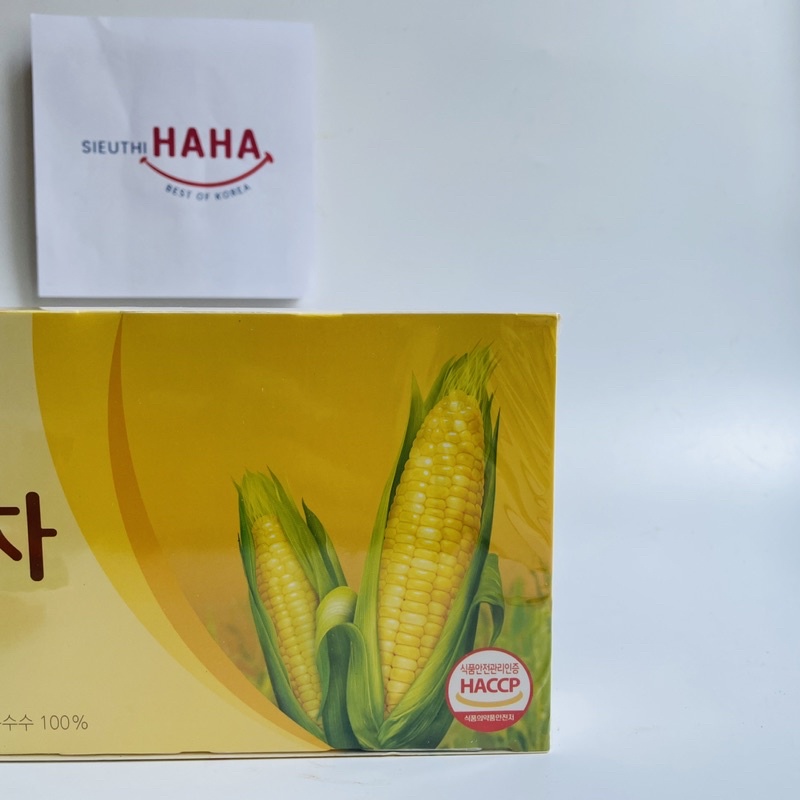 SIEUTHI HAHA
BEST OF KOREA
차
옥수수 100%
식품안전관리인증
HACCP
식품의약품안전처